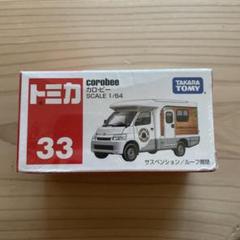 トミカ
33
corobee
カロ・ビー
SCALE 1/64
TAKARA
TOMY
サスペンション/ルーフ開閉